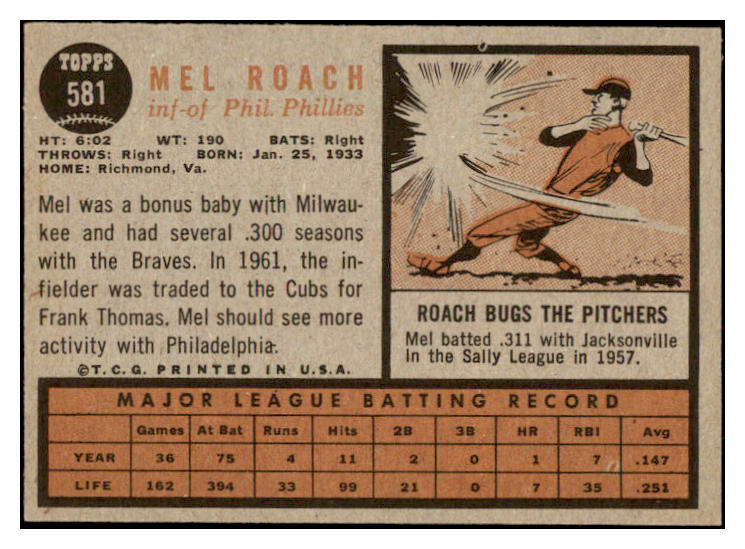 TOPPS
581
MEL ROACH
inf-of Phil. Phillies
HT: 6:02 WT: 190 BATS: Right
THROWS: Right BORN: Jan. 25, 1933
HOME: Richmond, Va.
Mel was a bonus baby with Milwau-
kee and had several .300 seasons
with the Braves. In 1961, the in-
fielder was traded to the Cubs for
Frank Thomas. Mel should see more
activity with Philadelphia.
©T.C.G. PRINTED IN U.S.A.
ROACH BUGS THE PITCHERS
Mel batted .311 with Jacksonville
in the Sally League in 1957.
MAJOR LEAGUE BATTING RECORD
Games At Bat Runs Hits 2B 3B HR RBI Avg
YEAR 36 75 4 11 2 0 1 7 .147
LIFE 162 394 33 99 21 0 7 35 .251